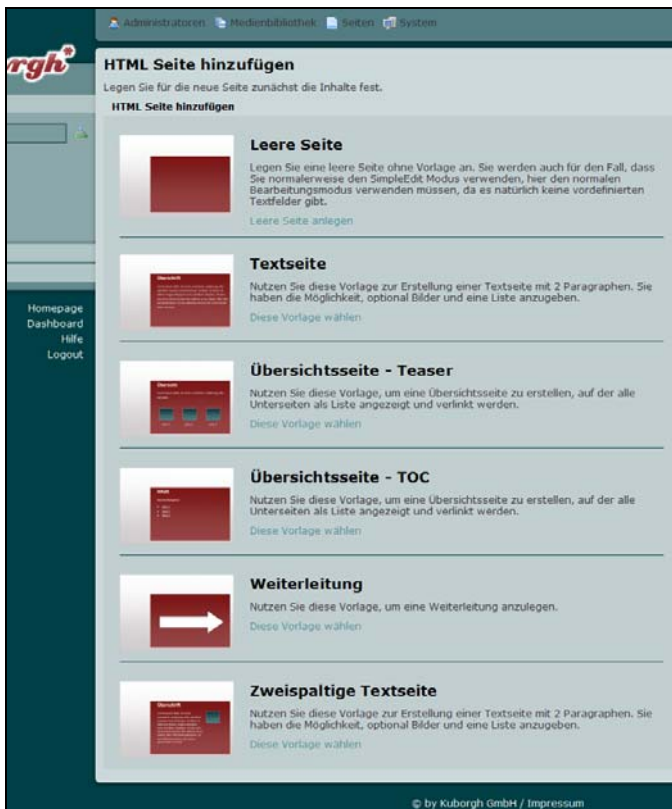 Administratoren Medienbibliothek Seiten System
rgh*
HTML Seite hinzufügen
Legen Sie für die neue Seite zunächst die Inhalte fest.
HTML Seite hinzufügen
Leere Seite
Legen Sie eine leere Seite ohne Vorlage an. Sie werden auch für den Fall, dass
Sie normalerweise den SimpleEdit Modus verwenden, hier den normalen
Bearbeitungsmodus verwenden müssen, da es natürlich keine vordefinierten
Textfelder gibt.
Leere Seite anlegen
Textseite
Nutzen Sie diese Vorlage zur Erstellung einer Textseite mit 2 Paragraphen. Sie
haben die Möglichkeit, optional Bilder und eine Liste anzugeben.
Diese Vorlage wählen
Homepage
Dashboard
Hilfe
Logout
Übersichtsseite - Teaser
Nutzen Sie diese Vorlage, um eine Übersichtsseite zu erstellen, auf der alle
Unterseiten als Liste angezeigt und verlinkt werden.
Diese Vorlage wählen
Übersichtsseite - TOC
Nutzen Sie diese Vorlage, um eine Übersichtsseite zu erstellen, auf der alle
Unterseiten als Liste angezeigt und verlinkt werden.
Diese Vorlage wählen
Weiterleitung
Nutzen Sie diese Vorlage, um eine Weiterleitung anzulegen.
Diese Vorlage wählen
Zweispaltige Textseite
Nutzen Sie diese Vorlage zur Erstellung einer Textseite mit 2 Paragraphen. Sie
haben die Möglichkeit, optional Bilder und eine Liste anzugeben.
Diese Vorlage wählen
© by Kuborgh GmbH / Impressum